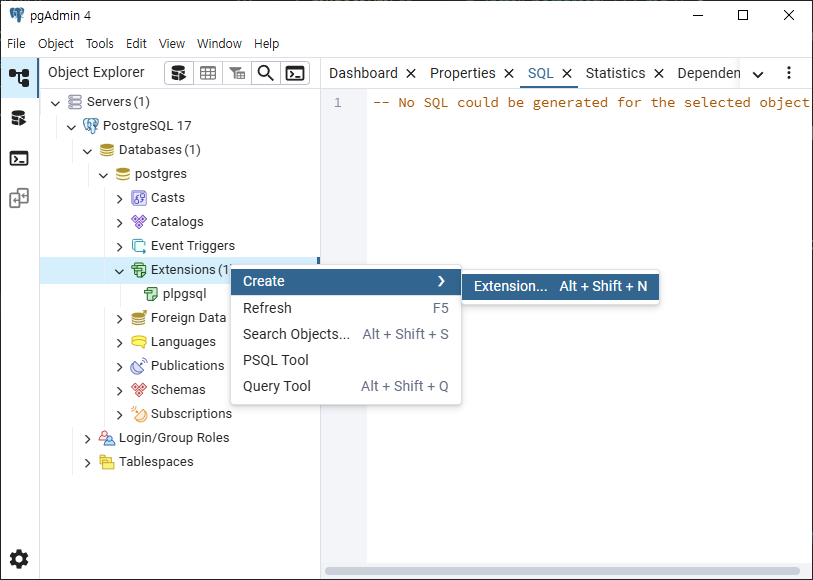 pgAdmin 4
File Object Tools Edit View Window Help
Object Explorer
Dashboard Properties SQL Statistics Dependen
Servers (1)
1 -- No SQL could be generated for the selected object
PostgreSQL 17
Databases (1)
postgres
Casts
Catalogs
Event Triggers
Extensions (1
Create
Extension... Alt + Shift + N
plpgsql
Refresh F5
Foreign Data
Search Objects... Alt + Shift + S
Languages
PSQL Tool
Publications
Query Tool Alt + Shift + Q
Schemas
Subscriptions
Login/Group Roles
Tablespaces